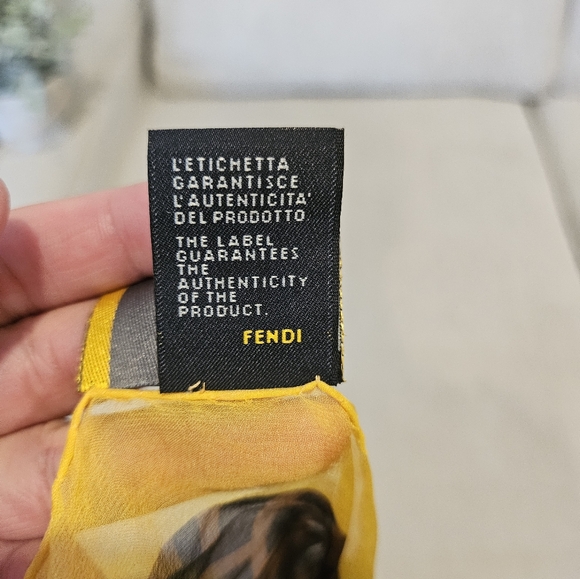 L'ETICHETTA
GARANTISCE
L'AUTENTICITA'
DEL PRODOTTO
THE LABEL
GUARANTEES
THE
AUTHENTICITY
OF THE
PRODUCT.
FENDI